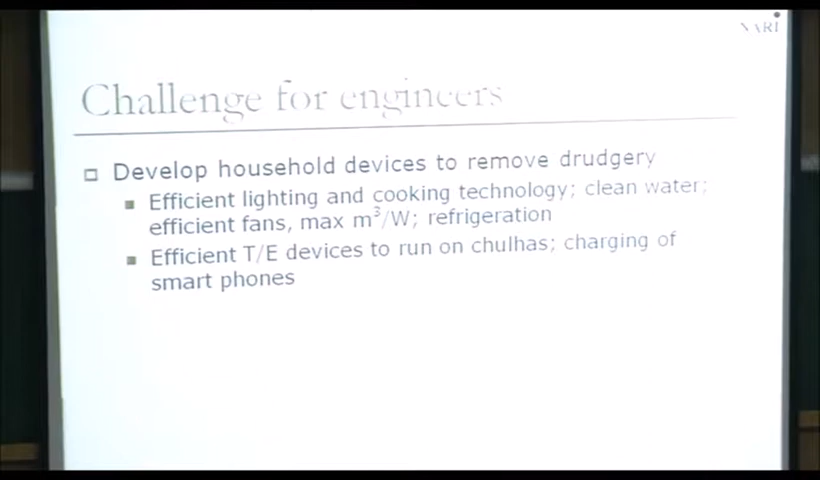 NARI
Challenge for engineers
Develop household devices to remove drudgery
Efficient lighting and cooking technology; clean water;
efficient fans, max m³/W; refrigeration
Efficient T/E devices to run on chulhas; charging of
smart phones